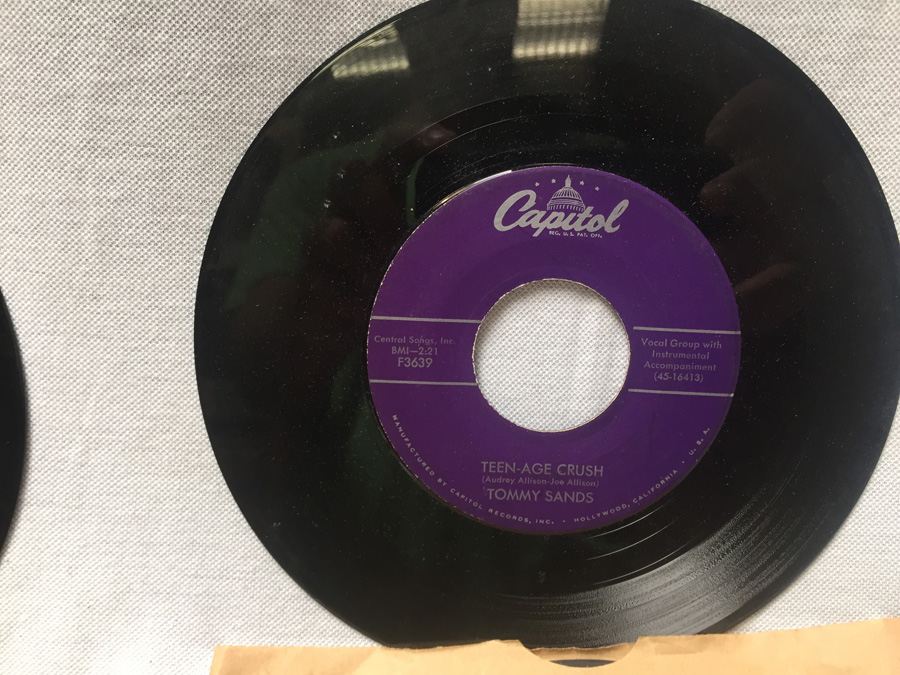 Capitol
REG. U.S. PAT. OFF.
Central Songs, Inc.
BMI—2:21
F3639
Vocal Group with
Instrumental
Accompaniment
(45-16413)
TEEN-AGE CRUSH
(Audrey Allison-Joe Allison)
TOMMY SANDS
MANUFACTURED BY CAPITOL RECORDS, INC. • HOLLYWOOD, CALIFORNIA • U.S.A.